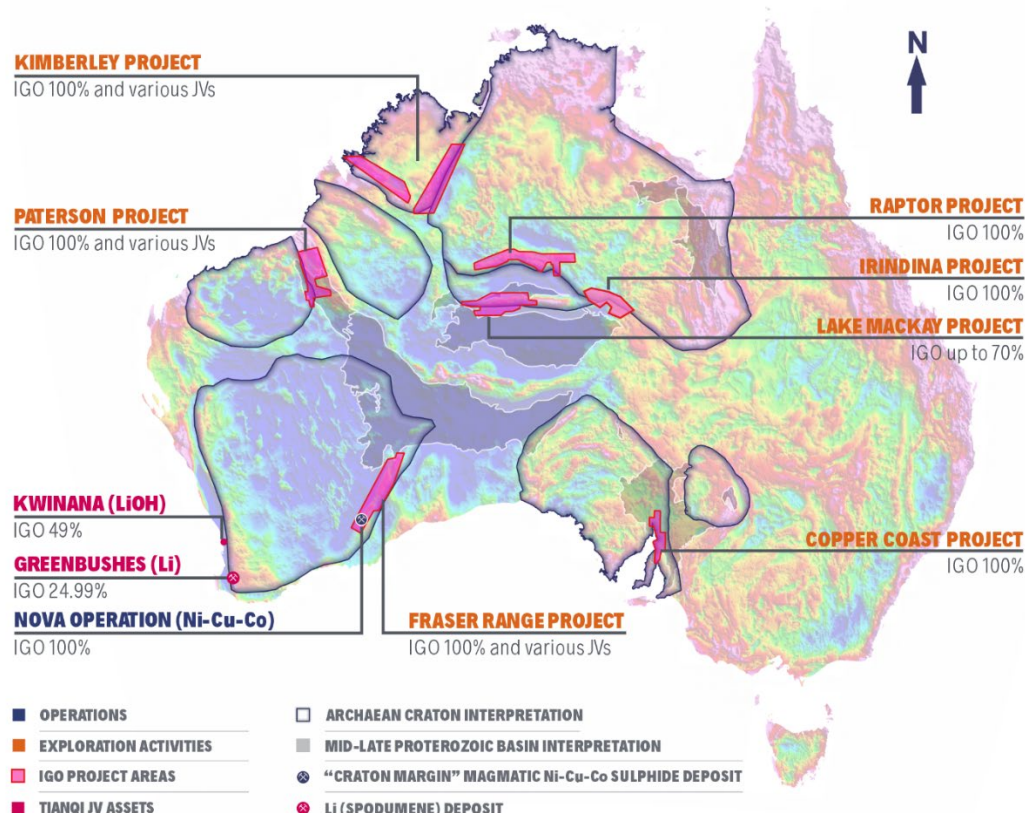 KIMBERLEY PROJECT
IGO 100% and various JVs
N
PATERSON PROJECT
IGO 100% and various JVs
RAPTOR PROJECT
IGO 100%
IRINDINA PROJECT
IGO 100%
LAKE MACKAY PROJECT
IGO up to 70%
KWINANA (LiOH)
IGO 49%
GREENBUSHES (Li)
IGO 24.99%
NOVA OPERATION (Ni-Cu-Co)
IGO 100%
FRASER RANGE PROJECT
IGO 100% and various JVs
COPPER COAST PROJECT
IGO 100%
OPERATIONS
EXPLORATION ACTIVITIES
IGO PROJECT AREAS
TIANQI JV ASSETS
ARCHAEAN CRATON INTERPRETATION
MID-LATE PROTEROZOIC BASIN INTERPRETATION
“CRATON MARGIN” MAGMATIC Ni-Cu-Co SULPHIDE DEPOSIT
Li (SPODUMENE) DEPOSIT